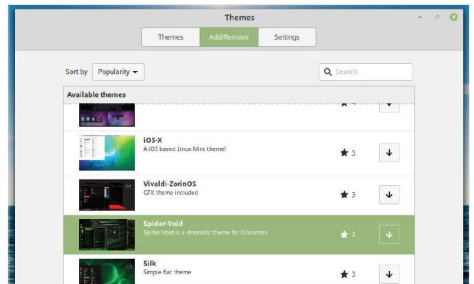 Themes
Themes Add/Remove Settings
Sort by Popularity Search
Available themes
iOS-X
A iOS based Linux Mint theme!
3
Vivaldi-ZorinOS
GTK theme included
3
Spider-Void
Spider-Void is a dramatic theme for Cinnamon
3
Silk
Simple flat theme
3